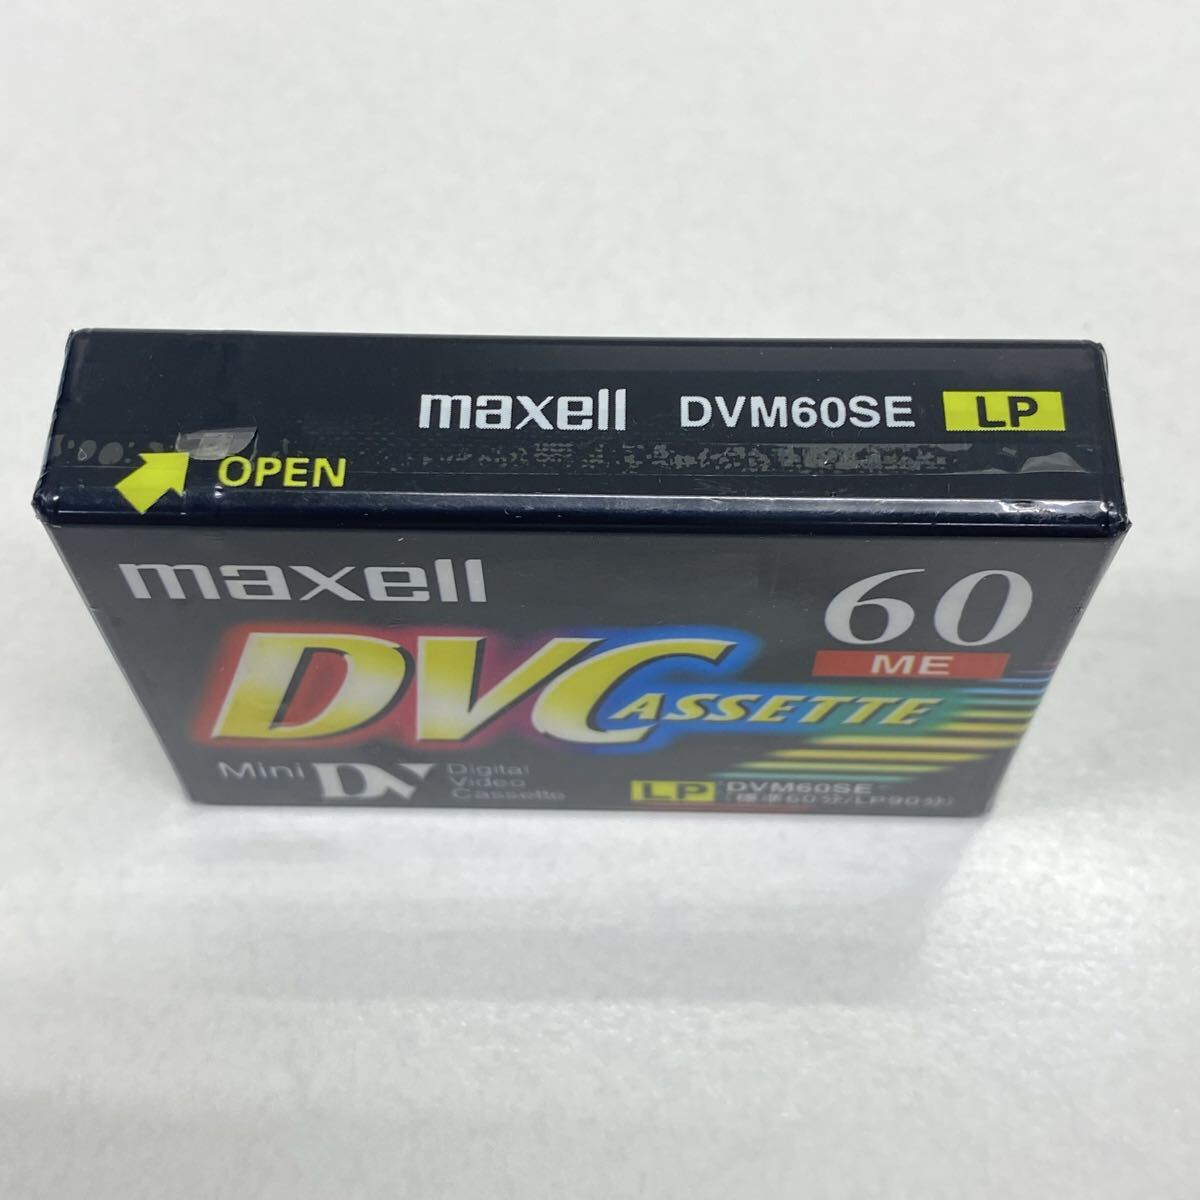 maxell DVM60SE LP
OPEN
maxell
60
ME
DVCASSETTE
Mini DV Digital
Video
Cassette
LP DVM60SE
(標準60分/LP90分)